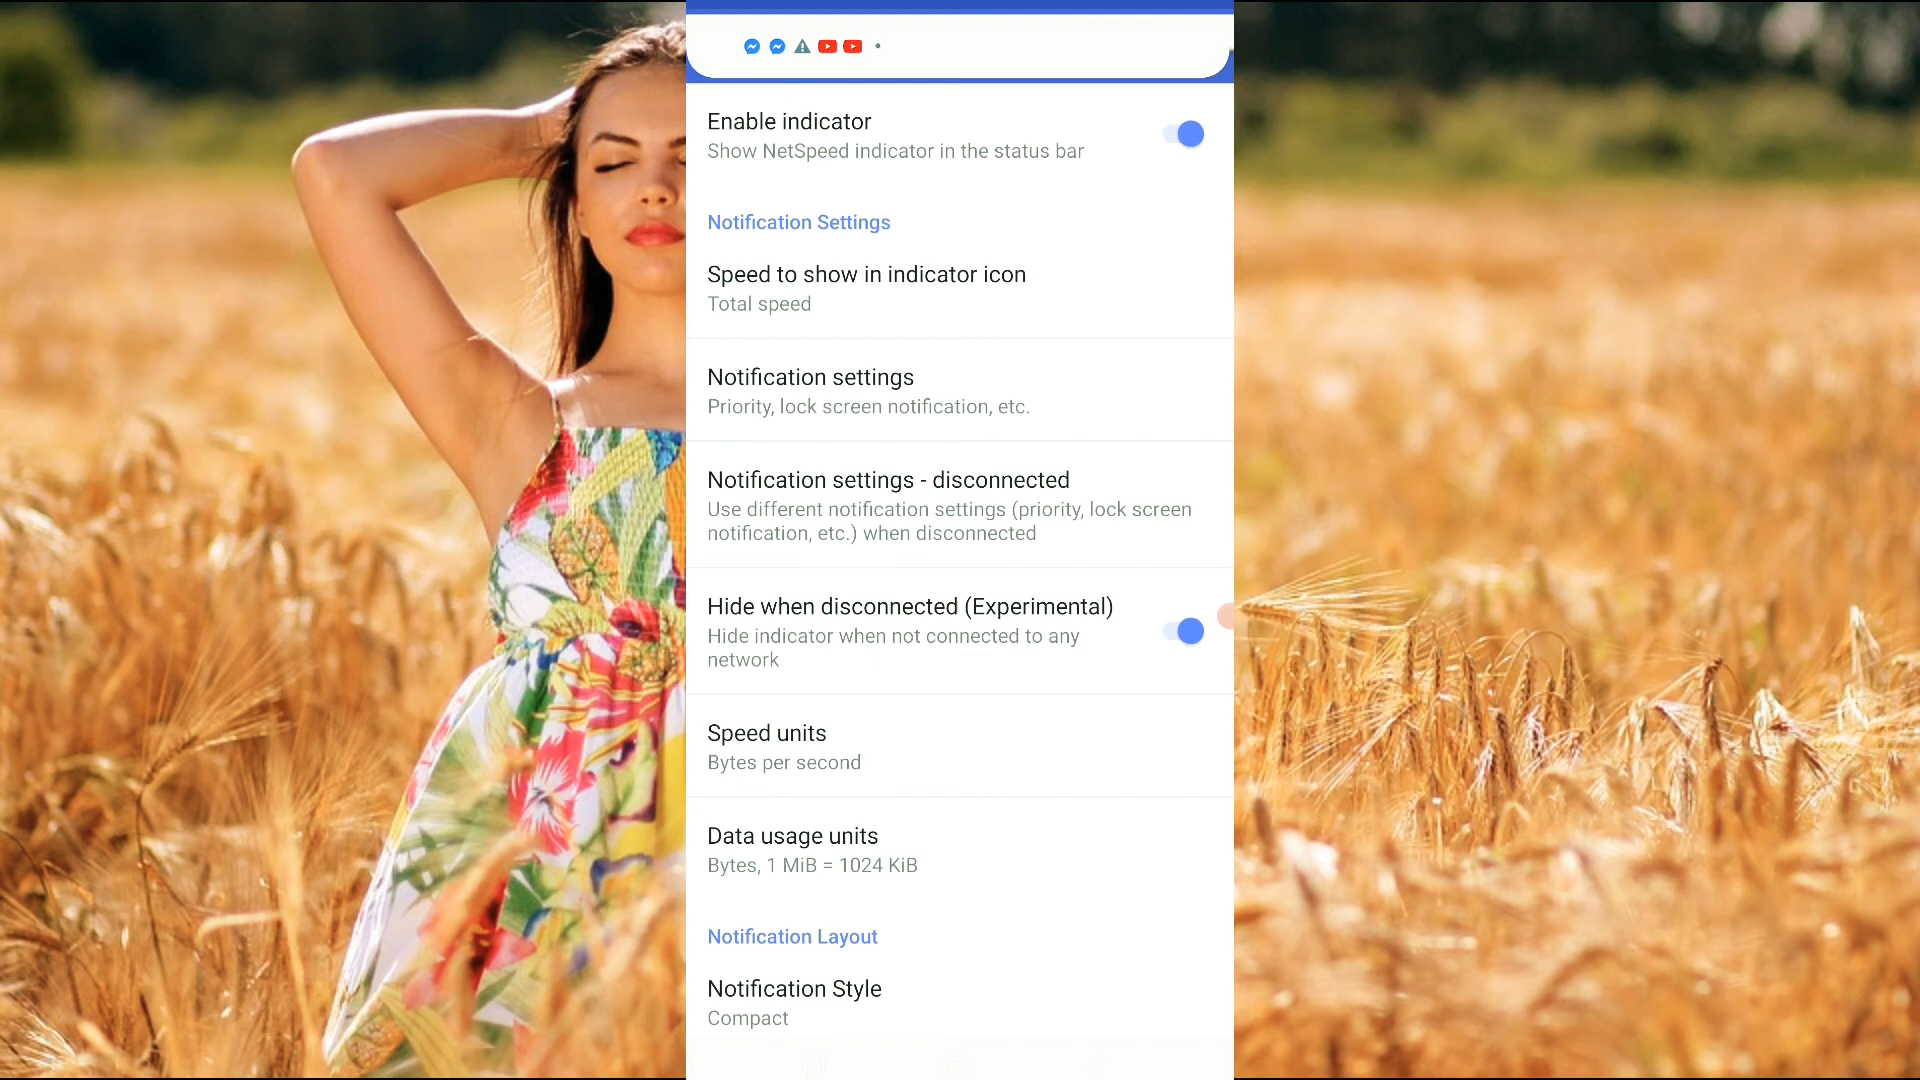 Enable indicator
Show NetSpeed indicator in the status bar
Notification Settings
Speed to show in indicator icon
Total speed
Notification settings
Priority, lock screen notification, etc.
Notification settings - disconnected
Use different notification settings (priority, lock screen
notification, etc.) when disconnected
Hide when disconnected (Experimental)
Hide indicator when not connected to any
network
Speed units
Bytes per second
Data usage units
Bytes, 1 MiB = 1024 KiB
Notification Layout
Notification Style
Compact